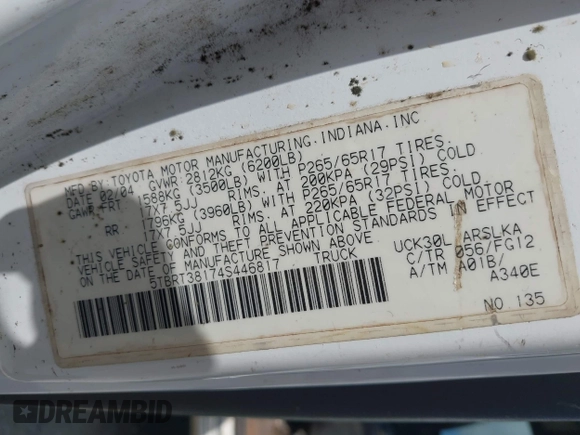 MFD BY: TOYOTA MOTOR MANUFACTURING.INDIANA.INC
DATE 02/04 GVWR 2812KG (6200LB)
GAWR FRT 1588KG (3500LB) WITH P265/65R17 TIRES.
17X7.5JJ RIMS. AT 200KPA (29PSI) COLD
RR 1796KG (3960LB) WITH P265/65R17 TIRES.
17X7.5JJ RIMS. AT 220KPA (32PSI) COLD.
*THIS VEHICLE CONFORMS TO ALL FEDERAL MOTOR
VEHICLE SAFETY AND THEFT PREVENTION STANDARDS IN EFFECT
ON THE DATE OF MANUFACTURE SHOWN ABOVE.*
5TBRT38174S446817 TRUCK
UCK30L ARSLKA
C/TR 056/FG12
A/TM A01B/
A340E
NO 135
DREAMBID